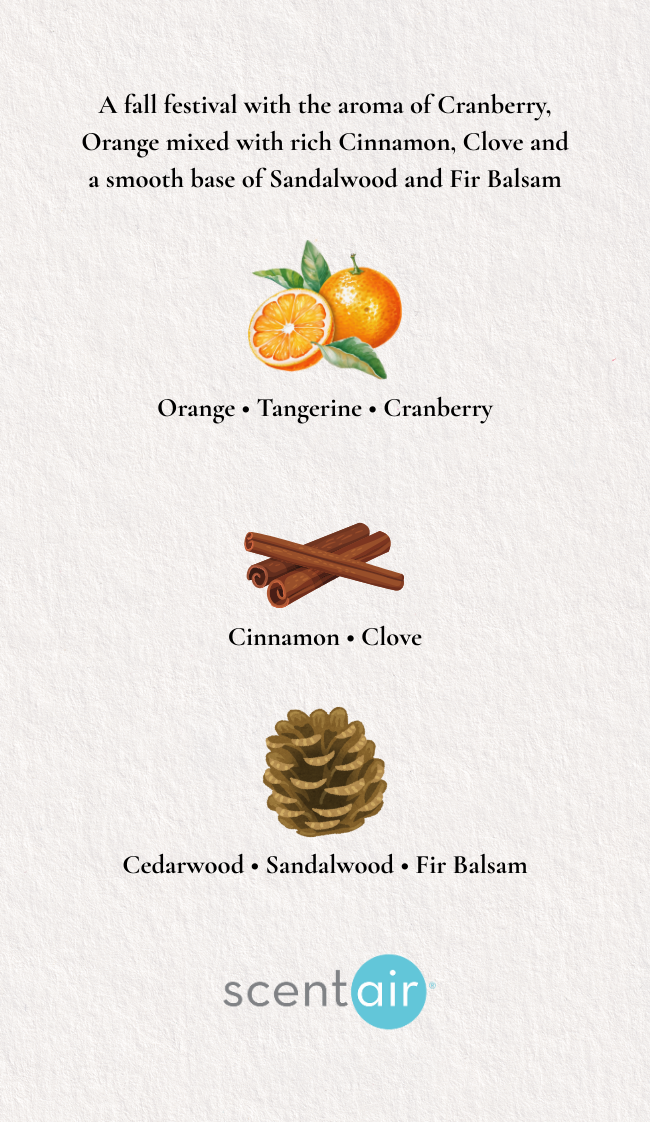 A fall festival with the aroma of Cranberry,
Orange mixed with rich Cinnamon, Clove and
a smooth base of Sandalwood and Fir Balsam
Orange • Tangerine • Cranberry
Cinnamon • Clove
Cedarwood • Sandalwood • Fir Balsam
scentair®